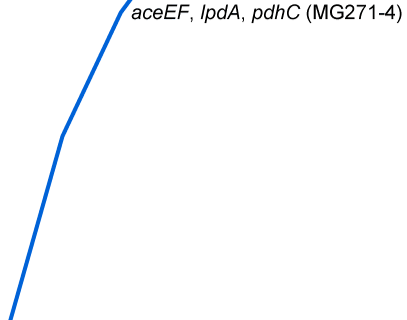 aceEF, lpdA, pdhC (MG271-4)